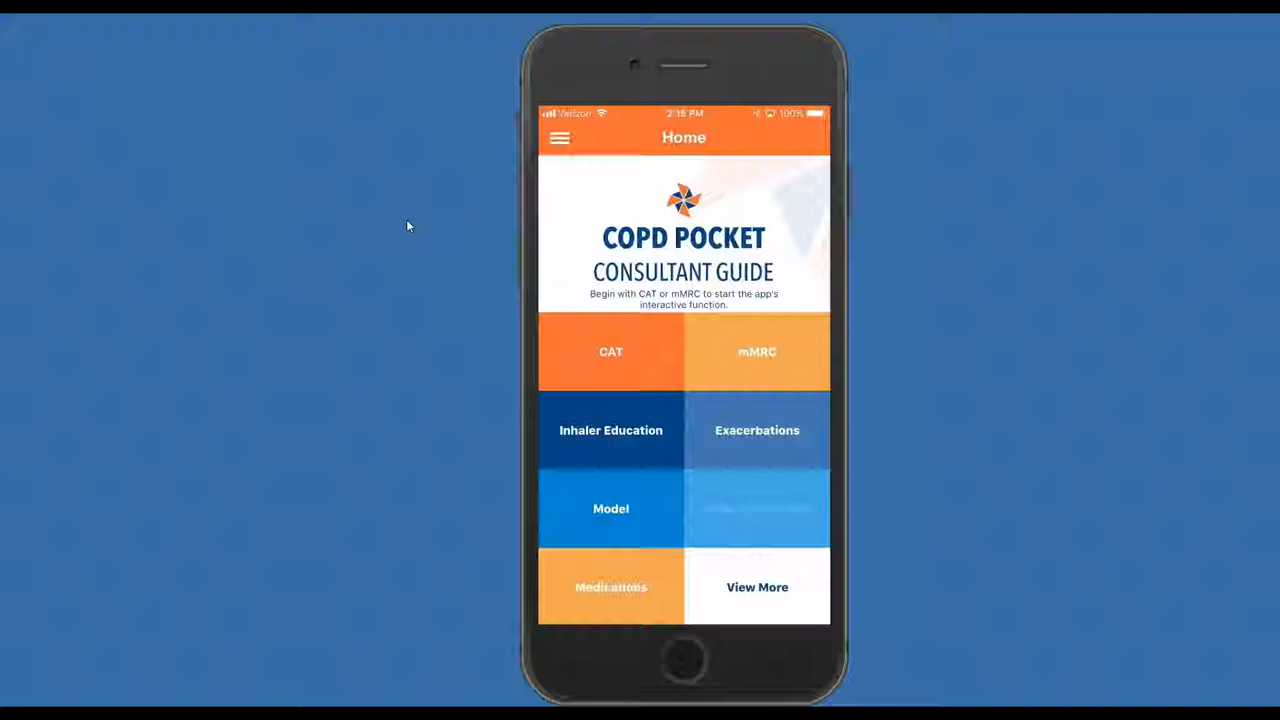 Verizon 2:15 PM 100%
Home
COPD POCKET
CONSULTANT GUIDE
Begin with CAT or mMRC to start the app's
interactive function.
CAT mMRC
Inhaler Education Exacerbations
Model
Medications View More